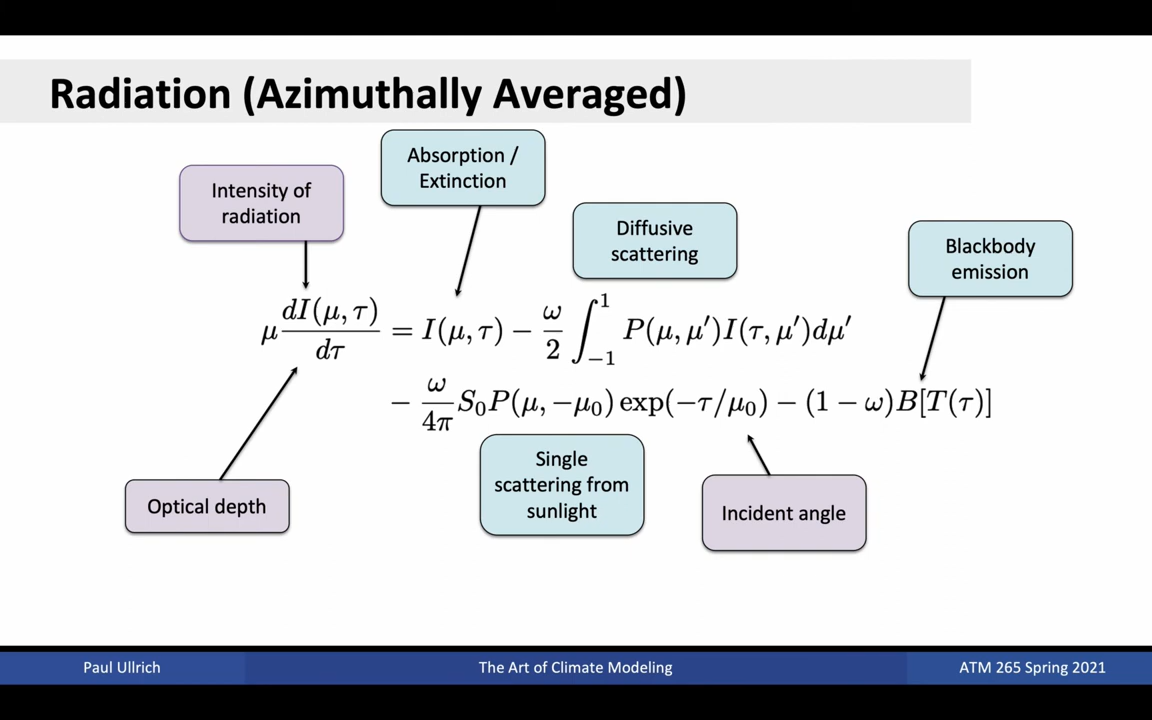 Radiation (Azimuthally Averaged)
Absorption /
Extinction
Intensity of
radiation
Diffusive
scattering
Blackbody
emission
μ dI(μ, τ)/dτ = I(μ, τ) − ω/2 ∫₋₁¹ P(μ, μ′)I(τ, μ′)dμ′
− ω/4π S₀P(μ, −μ₀) exp(−τ/μ₀) − (1 − ω)B[T(τ)]
Single
scattering from
sunlight
Optical depth
Incident angle
Paul Ullrich
The Art of Climate Modeling
ATM 265 Spring 2021